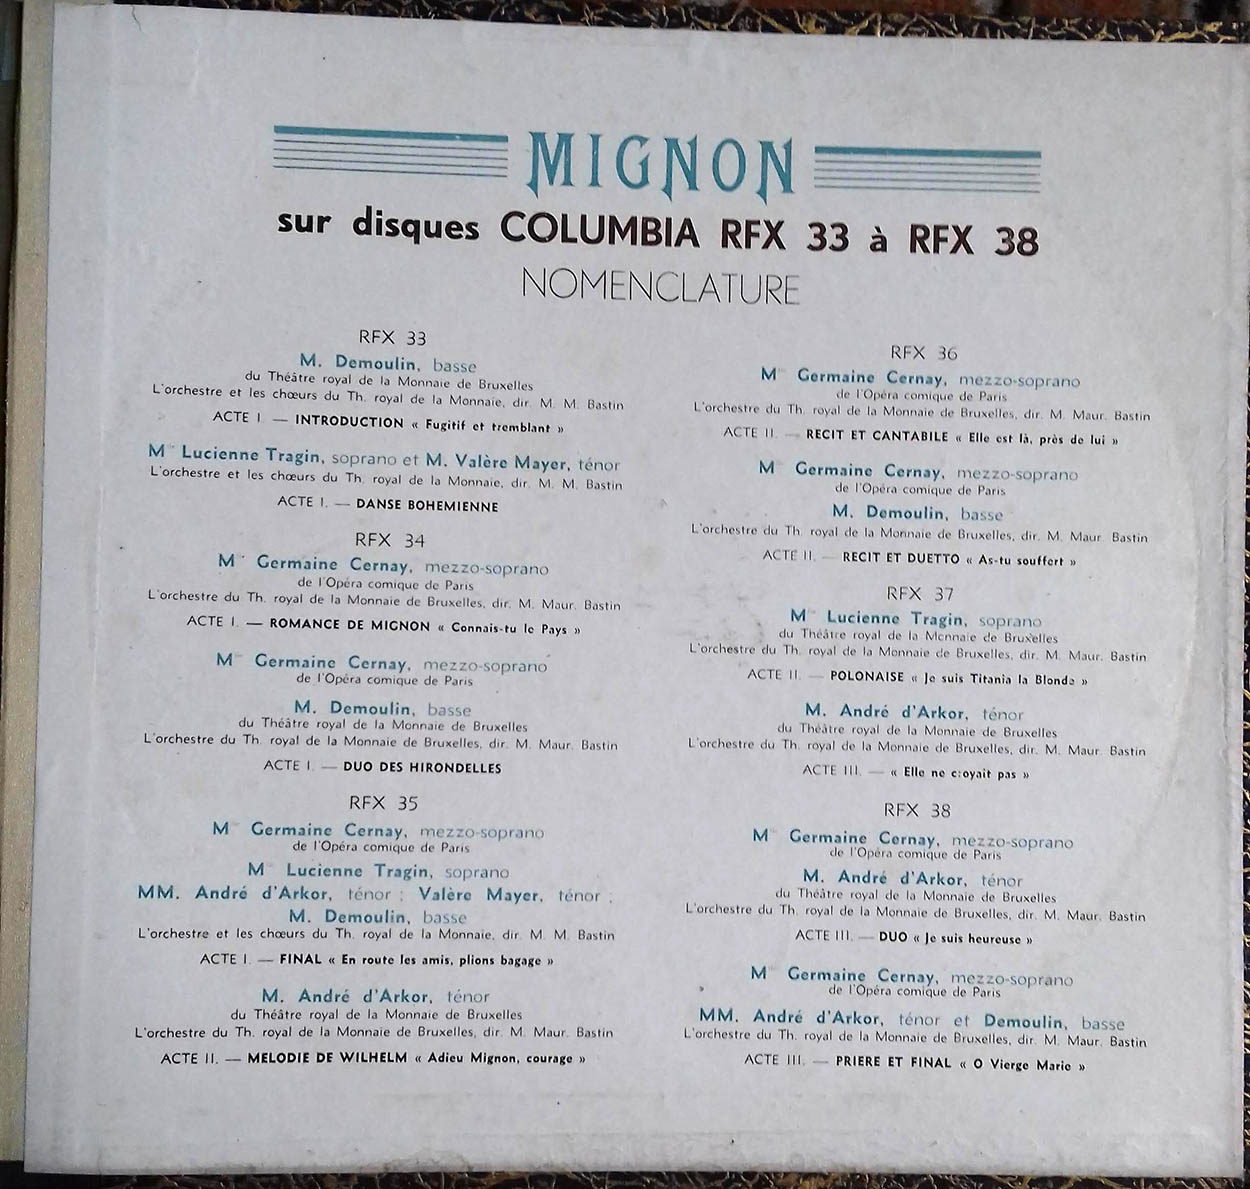 MIGNON
sur disques COLUMBIA RFX 33 à RFX 38
NOMENCLATURE
RFX 33
M. Demoulin, basse
du Théâtre royal de la Monnaie de Bruxelles
L'orchestre et les chœurs du Th. royal de la Monnaie, dir. M. M. Bastin
ACTE I. — INTRODUCTION « Fugitif et tremblant »
M Lucienne Tragin, soprano et M. Valère Mayer, ténor
L'orchestre et les chœurs du Th. royal de la Monnaie, dir. M. M. Bastin
ACTE I. — DANSE BOHEMIENNE
RFX 34
M Germaine Cernay, mezzo-soprano
de l'Opéra comique de Paris
L'orchestre du Th. royal de la Monnaie de Bruxelles, dir. M. Maur. Bastin
ACTE I. — ROMANCE DE MIGNON « Connais-tu le Pays »
M Germaine Cernay, mezzo-soprano
de l'Opéra comique de Paris
M. Demoulin, basse
du Théâtre royal de la Monnaie de Bruxelles
L'orchestre du Th. royal de la Monnaie de Bruxelles, dir. M. Maur. Bastin
ACTE I. — DUO DES HIRONDELLES
RFX 35
M Germaine Cernay, mezzo-soprano
de l'Opéra comique de Paris
M Lucienne Tragin, soprano
MM. André d'Arkor, ténor ; Valère Mayer, ténor ;
M. Demoulin, basse
L'orchestre et les chœurs du Th. royal de la Monnaie, dir. M. M. Bastin
ACTE I. — FINAL « En route les amis, plions bagage »
M. André d'Arkor, ténor
du Théâtre royal de la Monnaie de Bruxelles
L'orchestre du Th. royal de la Monnaie de Bruxelles, dir. M. Maur. Bastin
ACTE II. — MELODIE DE WILHELM « Adieu Mignon, courage »
RFX 36
M Germaine Cernay, mezzo-soprano
de l'Opéra comique de Paris
L'orchestre du Th. royal de la Monnaie de Bruxelles, dir. M. Maur. Bastin
ACTE II. — RECIT ET CANTABILE « Elle est là, près de lui »
M Germaine Cernay, mezzo-soprano
de l'Opéra comique de Paris
M. Demoulin, basse
L'orchestre du Th. royal de la Monnaie de Bruxelles, dir. M. Maur. Bastin
ACTE II. — RECIT ET DUETTO « As-tu souffert »
RFX 37
M Lucienne Tragin, soprano
du Théâtre royal de la Monnaie de Bruxelles
L'orchestre du Th. royal de la Monnaie de Bruxelles, dir. M. Maur. Bastin
ACTE II. — POLONAISE « Je suis Titania la Blonde »
M. André d'Arkor, ténor
du Théâtre royal de la Monnaie de Bruxelles
L'orchestre du Th. royal de la Monnaie de Bruxelles, dir. M. Maur. Bastin
ACTE III. — « Elle ne croyait pas »
RFX 38
M Germaine Cernay, mezzo-soprano
de l'Opéra comique de Paris
M. André d'Arkor, ténor
du Théâtre royal de la Monnaie de Bruxelles
L'orchestre du Th. royal de la Monnaie de Bruxelles, dir. M. Maur. Bastin
ACTE III. — DUO « Je suis heureuse »
M Germaine Cernay, mezzo-soprano
de l'Opéra comique de Paris
MM. André d'Arkor, ténor et Demoulin, basse
L'orchestre du Th. royal de la Monnaie de Bruxelles, dir. M. Maur. Bastin
ACTE III. — PRIERE ET FINAL « O Vierge Marie »